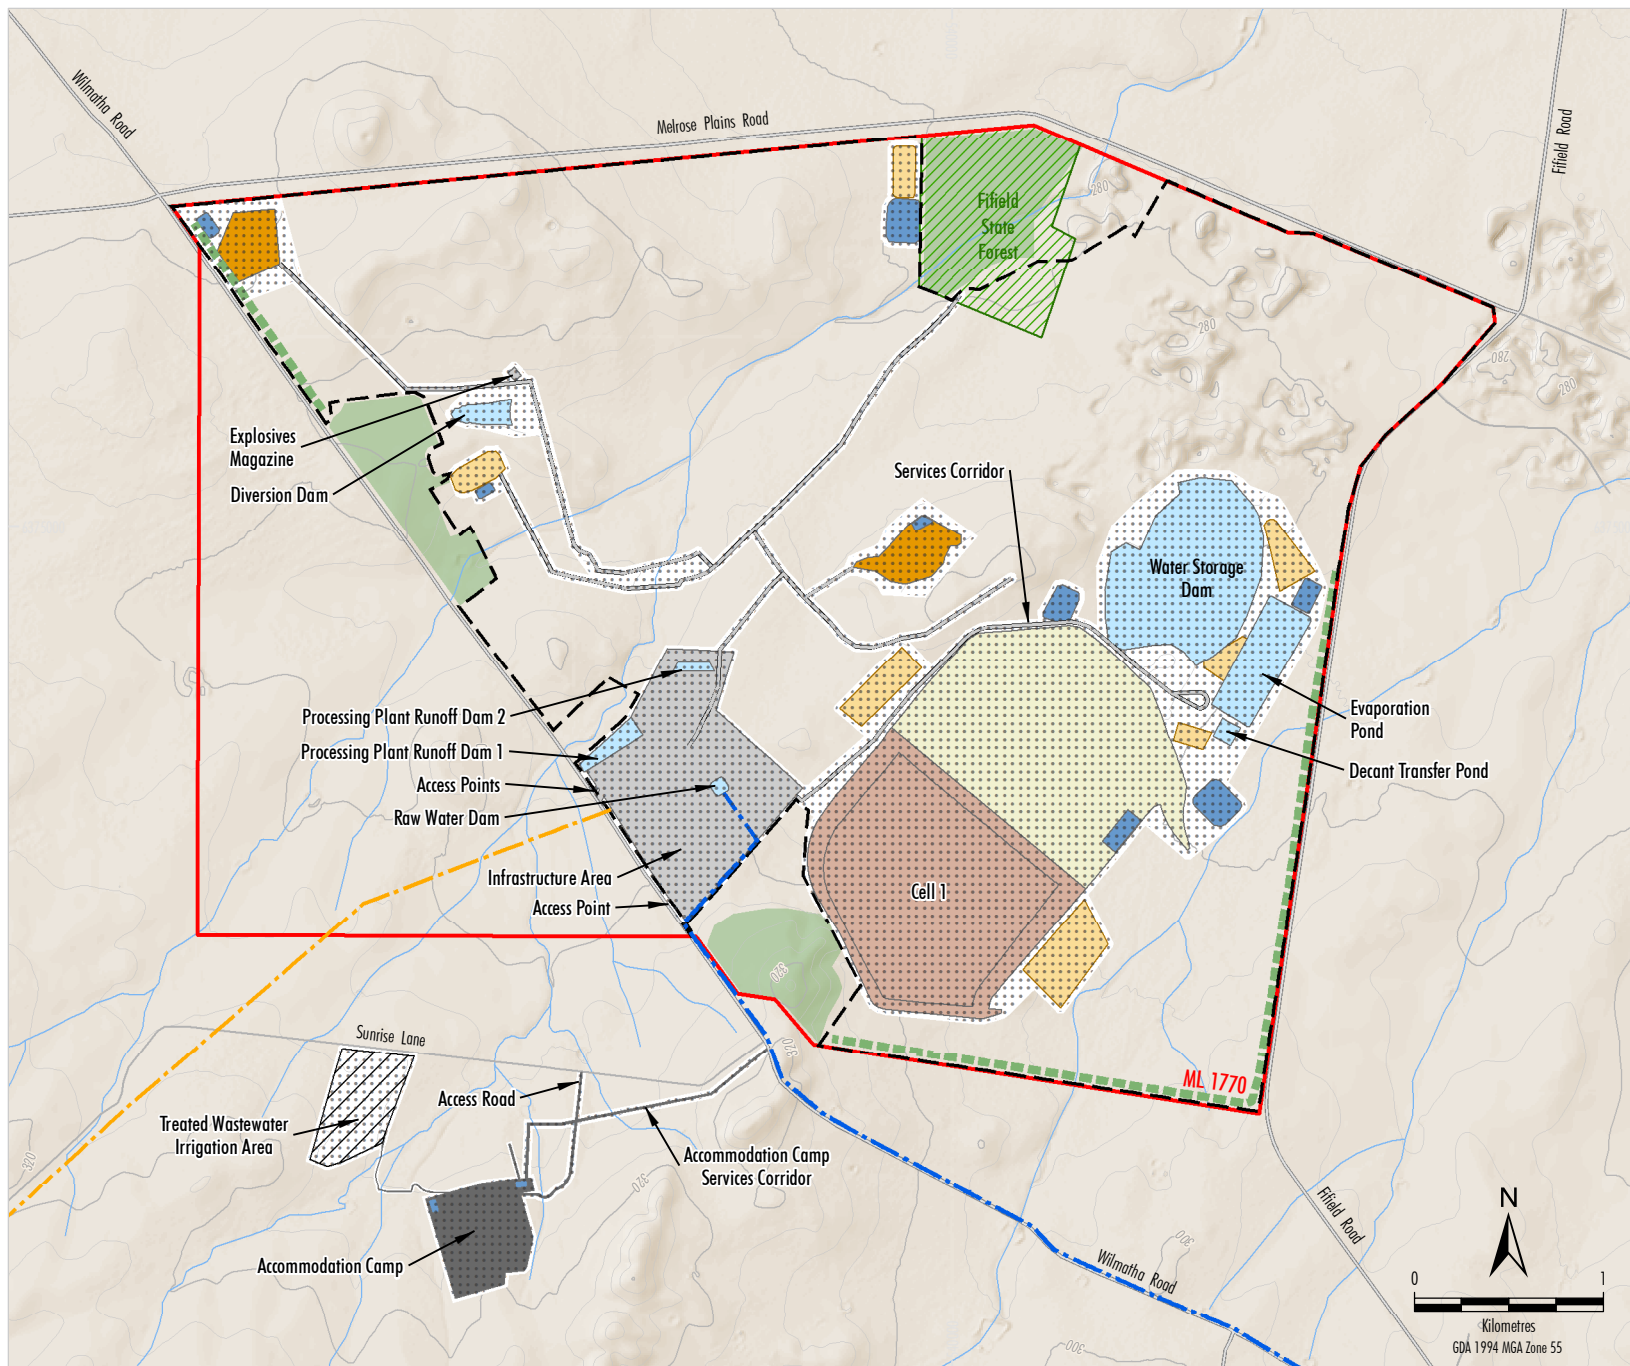 Wilmatha Road
Melrose Plains Road
Fifield Road
280
Fifield
State
Forest
280
280
280
Explosives
Magazine
Diversion Dam
Services Corridor
Water Storage
Dam
Processing Plant Runoff Dam 2
Processing Plant Runoff Dam 1
Access Points
Raw Water Dam
Infrastructure Area
Access Point
Evaporation
Pond
Decant Transfer Pond
Cell 1
320
Sunrise Lane
320
ML 1770
Access Road
Treated Wastewater
Irrigation Area
Accommodation Camp
Services Corridor
320
320
Accommodation Camp
Fifield Road
300
Wilmatha Road
300
N
0 1
Kilometres
GDA 1994 MGA Zone 55